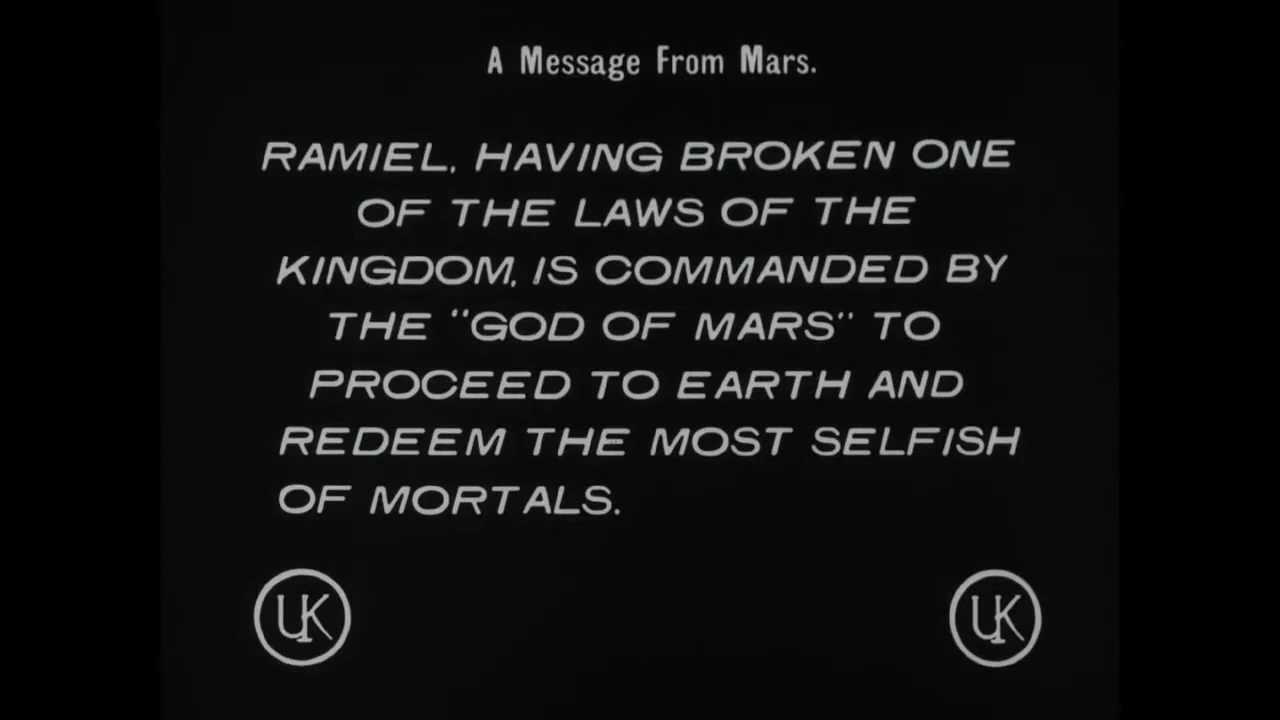 A Message From Mars.
RAMIEL, HAVING BROKEN ONE
OF THE LAWS OF THE
KINGDOM, IS COMMANDED BY
THE "GOD OF MARS" TO
PROCEED TO EARTH AND
REDEEM THE MOST SELFISH
OF MORTALS.
UK UK